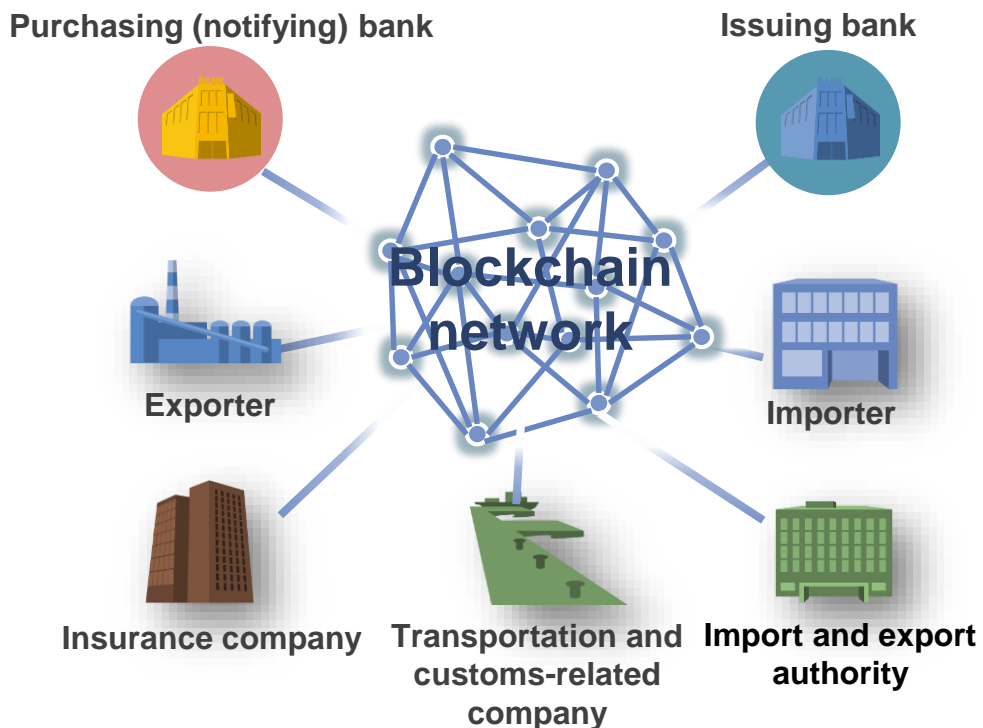 Purchasing (notifying) bank
Issuing bank
BANK
Blockchain
network
Exporter
Importer
Insurance company
Transportation and
customs-related
company
Import and export
authority